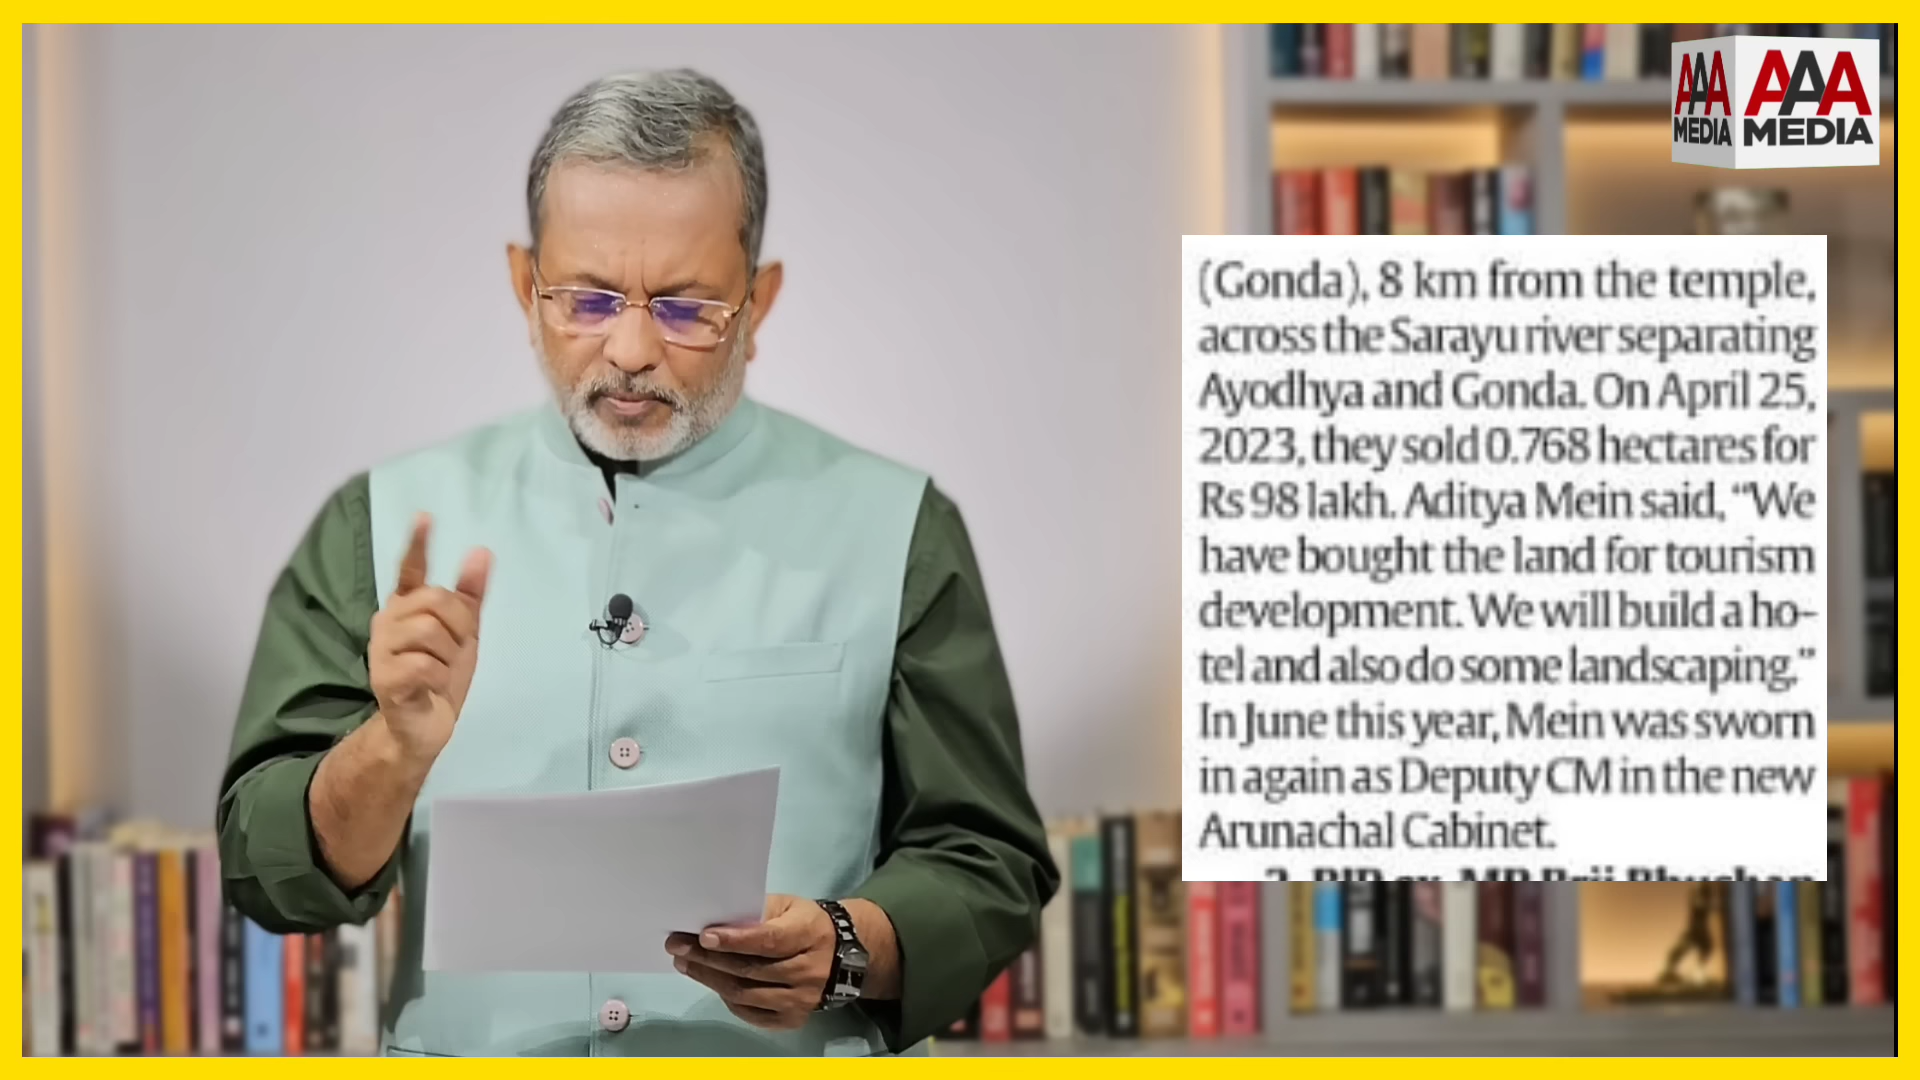 AAA
MEDIA
AAA
MEDIA
(Gonda), 8 km from the temple,
across the Sarayu river separating
Ayodhya and Gonda. On April 25,
2023, they sold 0.768 hectares for
Rs 98 lakh. Aditya Mein said, “We
have bought the land for tourism
development. We will build a ho-
tel and also do some landscaping.”
In June this year, Mein was sworn
in again as Deputy CM in the new
Arunachal Cabinet.